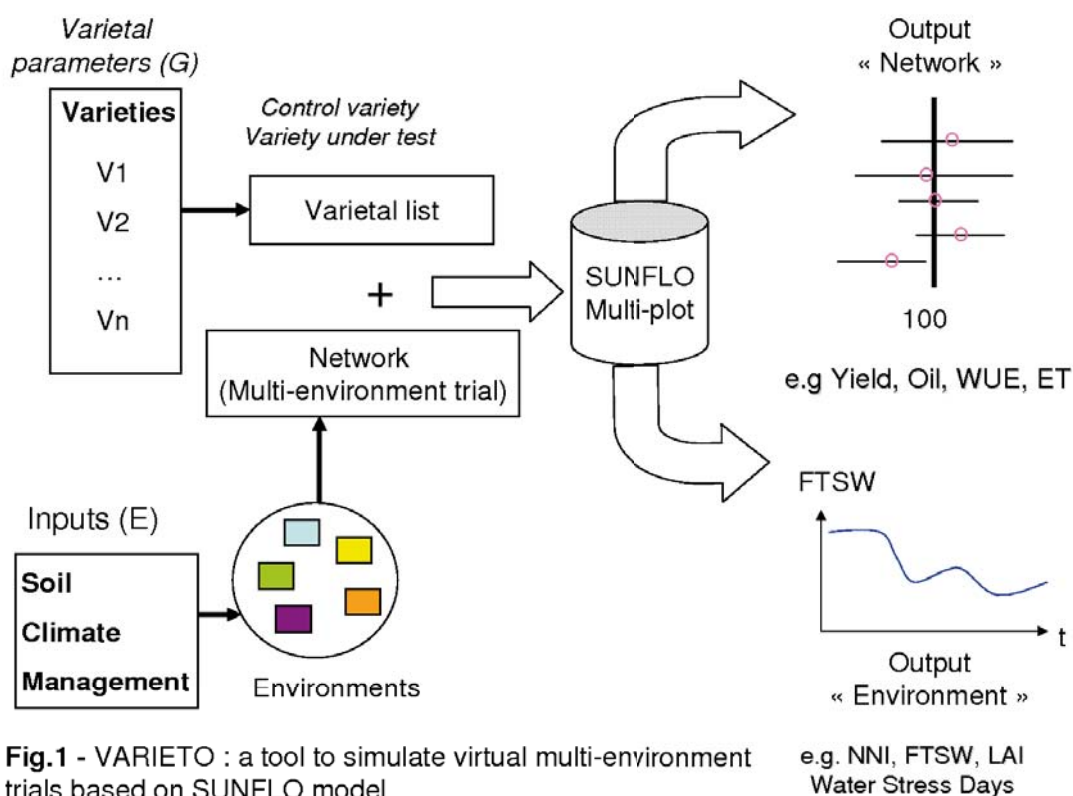 Varietal
parameters (G)
Varieties
V1
V2
...
Vn
Control variety
Variety under test
Varietal list
+
Network
(Multi-environment trial)
Inputs (E)
Soil
Climate
Management
Environments
SUNFLO
Multi-plot
Output
« Network »
100
e.g Yield, Oil, WUE, ET
FTSW
t
Output
« Environment »
e.g. NNI, FTSW, LAI
Water Stress Days
Fig.1 - VARIETO : a tool to simulate virtual multi-environment
trials based on SUNFLO model